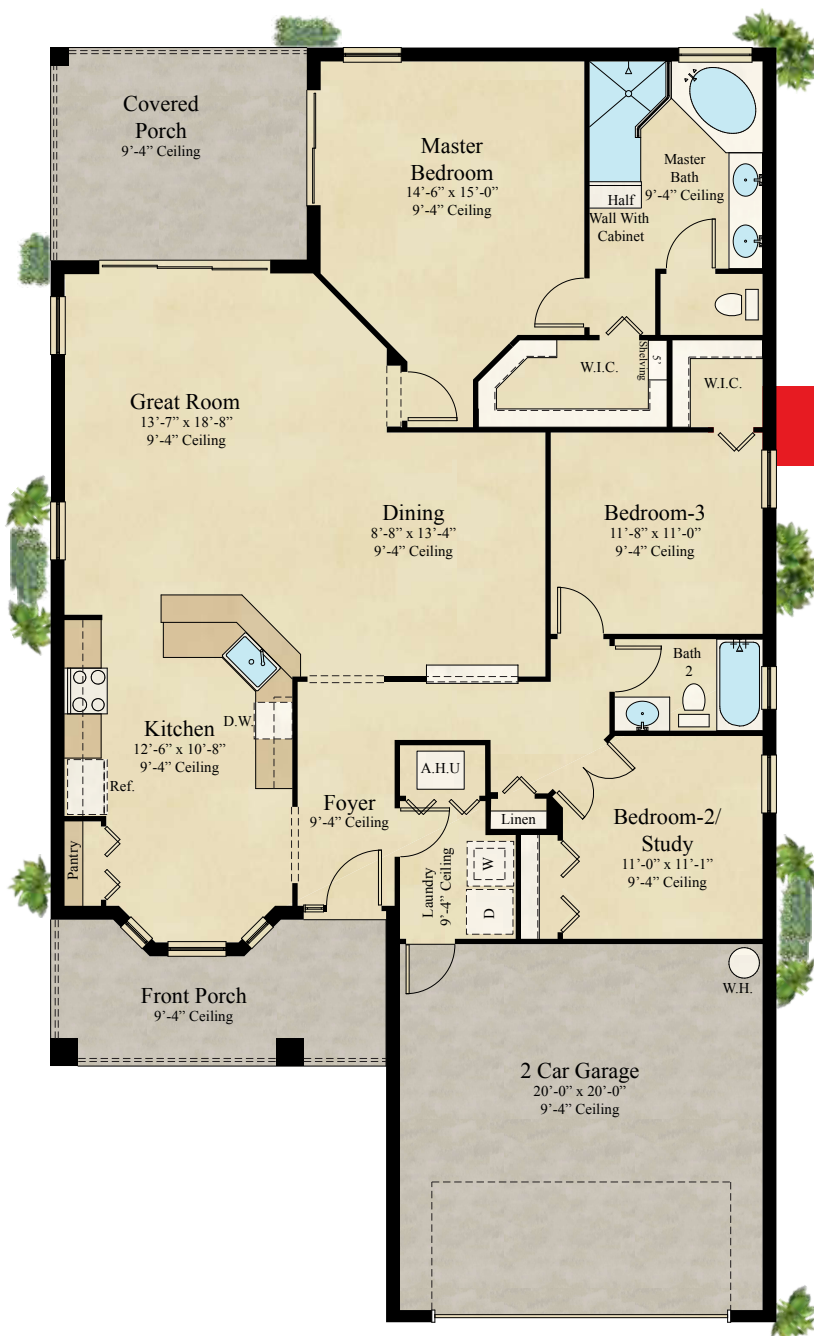 Covered
Porch
9’-4” Ceiling
Master
Bedroom
14’-6” x 15’-0”
9’-4” Ceiling
Master
Bath
9’-4” Ceiling
Half
Wall With
Cabinet
W.I.C.
Shelving
5’
W.I.C.
Great Room
13’-7” x 18’-8”
9’-4” Ceiling
Dining
8’-8” x 13’-4”
9’-4” Ceiling
Bedroom-3
11’-8” x 11’-0”
9’-4” Ceiling
Bath
2
Kitchen
12’-6” x 10’-8”
9’-4” Ceiling
D.W.
Ref.
Pantry
A.H.U
Foyer
9’-4” Ceiling
Linen
Laundry
9’-4” Ceiling
W
D
Bedroom-2/
Study
11’-0” x 11’-1”
9’-4” Ceiling
Front Porch
9’-4” Ceiling
W.H.
2 Car Garage
20’-0” x 20’-0”
9’-4” Ceiling